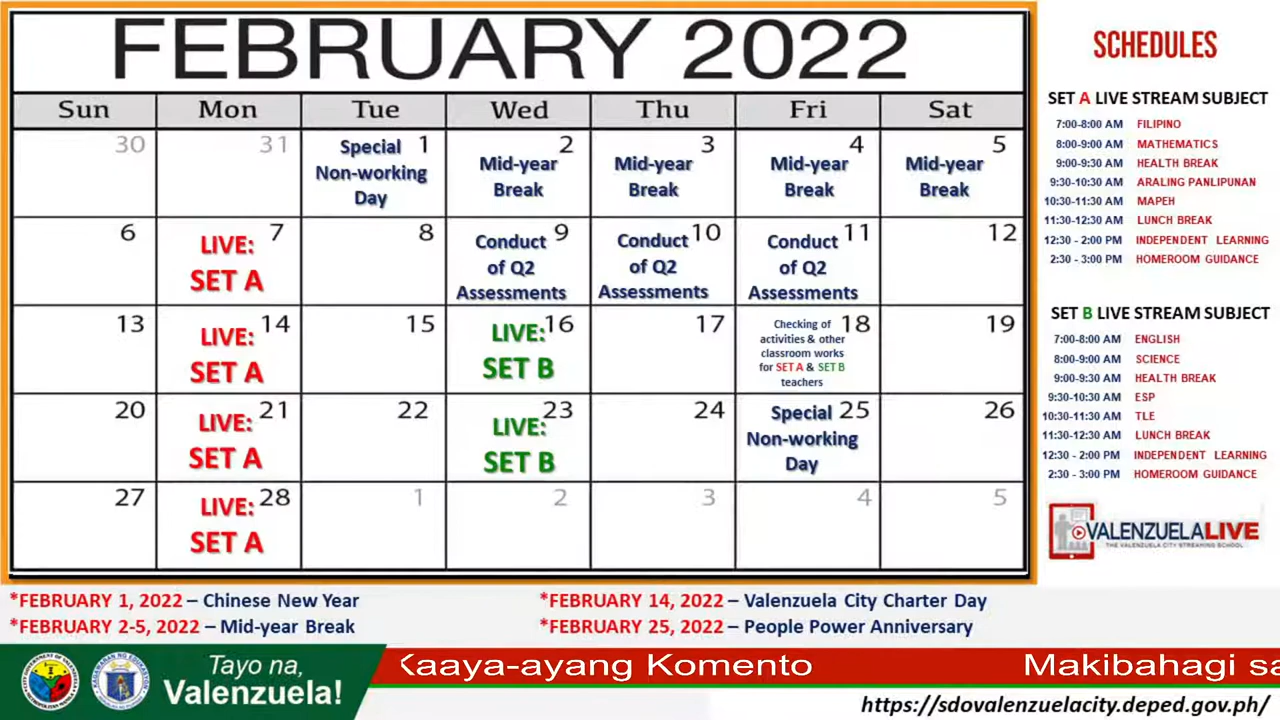 FEBRUARY 2022
Sun Mon Tue Wed Thu Fri Sat
30 31 Special 1 2 3 4 5
Non-working
Day
Mid-year
Break
Mid-year
Break
Mid-year
Break
Mid-year
Break
6 7 8 9 10 11 12
LIVE:
SET A
Conduct
of Q2
Assessments
Conduct
of Q2
Assessments
Conduct
of Q2
Assessments
13 14 15 16 17 18 19
LIVE:
SET A
LIVE:
SET B
Checking of
activities & other
classroom works
for SET A & SET B
teachers
20 21 22 23 24 25 26
LIVE:
SET A
LIVE:
SET B
Special
Non-working
Day
27 28 1 2 3 4 5
LIVE:
SET A
SCHEDULES
SET A LIVE STREAM SUBJECT
7:00-8:00 AM FILIPINO
8:00-9:00 AM MATHEMATICS
9:00-9:30 AM HEALTH BREAK
9:30-10:30 AM ARALING PANLIPUNAN
10:30-11:30 AM MAPEH
11:30-12:30 AM LUNCH BREAK
12:30 - 2:00 PM INDEPENDENT LEARNING
2:30 - 3:00 PM HOMEROOM GUIDANCE
SET B LIVE STREAM SUBJECT
7:00-8:00 AM ENGLISH
8:00-9:00 AM SCIENCE
9:00-9:30 AM HEALTH BREAK
9:30-10:30 AM ESP
10:30-11:30 AM TLE
11:30-12:30 AM LUNCH BREAK
12:30 - 2:00 PM INDEPENDENT LEARNING
2:30 - 3:00 PM HOMEROOM GUIDANCE
VALENZUELALIVE
THE VALENZUELA CITY STREAMING SCHOOL
*FEBRUARY 1, 2022 – Chinese New Year
*FEBRUARY 2-5, 2022 – Mid-year Break
*FEBRUARY 14, 2022 – Valenzuela City Charter Day
*FEBRUARY 25, 2022 – People Power Anniversary
Tayo na,
Valenzuela!
Kaaya-ayang Komento Makibahagi sa
https://sdovalenzuelacity.deped.gov.ph/